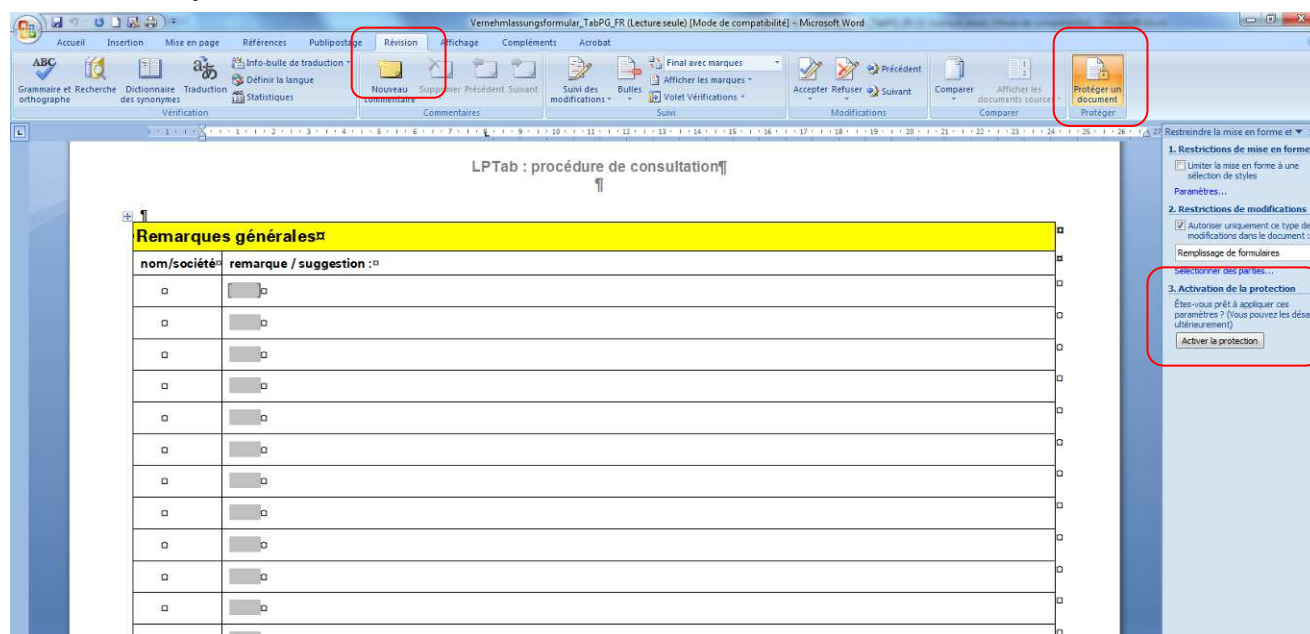 Vernehmlassungsformular_TabPG_FR (Lecture seule) [Mode de compatibilité] - Microsoft Word
Accueil Insertion Mise en page Références Publipostage Révision Affichage Compléments Acrobat
ABC
Grammaire et orthographe
Recherche
Dictionnaire des synonymes
Traduction
Info-bulle de traduction
Définir la langue
Statistiques
Vérification
Nouveau commentaire
Supprimer Précédent Suivant
Commentaires
Suivi des modifications
Bulles
Final avec marques
Afficher les marques
Volet Vérifications
Suivi
Accepter Refuser
Précédent
Suivant
Modifications
Comparer
Afficher les documents sources
Comparer
Protéger un document
Protéger
LPTab : procédure de consultation¶
¶
¶
Remarques générales¤
nom/société¤ remarque / suggestion :¤
Restreindre la mise en forme et
1. Restrictions de mise en forme
Limiter la mise en forme à une
sélection de styles
Paramètres...
2. Restrictions de modifications
Autoriser uniquement ce type de
modifications dans le document :
Remplissage de formulaires
Sélectionner des parties...
3. Activation de la protection
Êtes-vous prêt à appliquer ces
paramètres ? (Vous pouvez les désa
ultérieurement)
Activer la protection